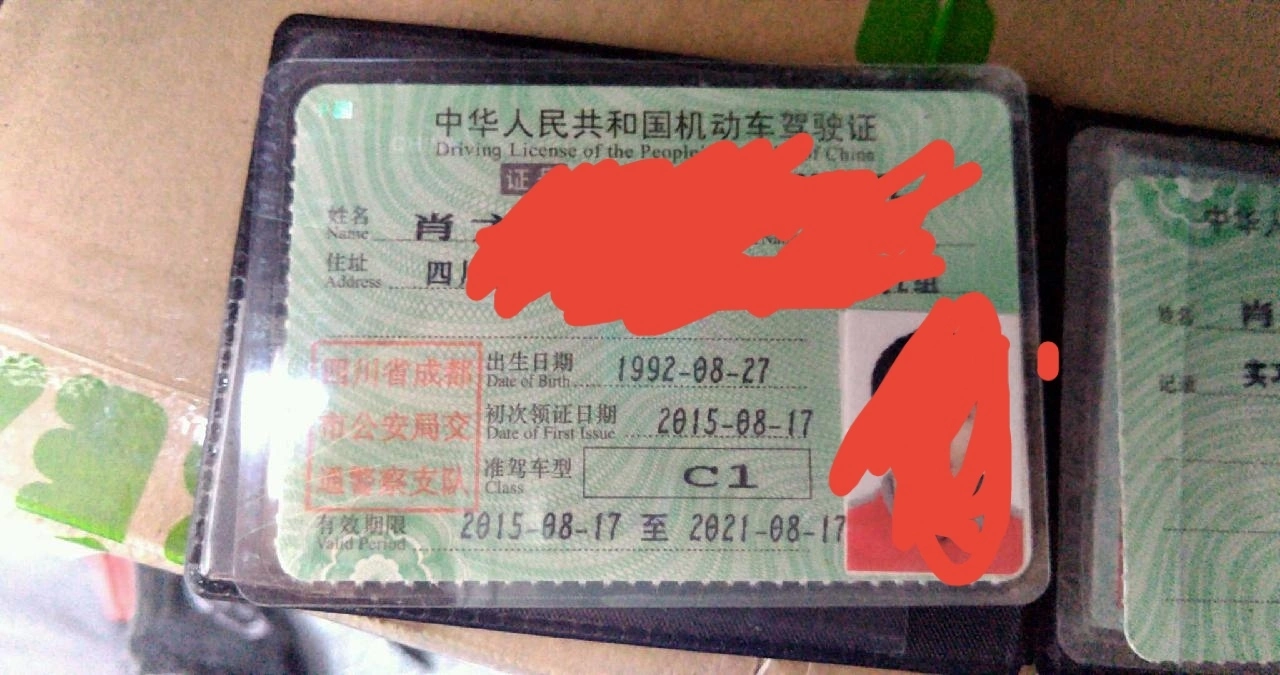 中华人民共和国机动车驾驶证
Driving License of the People' of China
证
姓名 肖
Name
住址 四
Address
出生日期 1992-08-27
Date of Birth
四川省成都
市公安局交
通警察支队
初次领证日期 2015-08-17
Date of First Issue
准驾车型 C1
Class
有效期限 2015-08-17 至 2021-08-17
Valid Period
中华
姓名 肖
记录 实